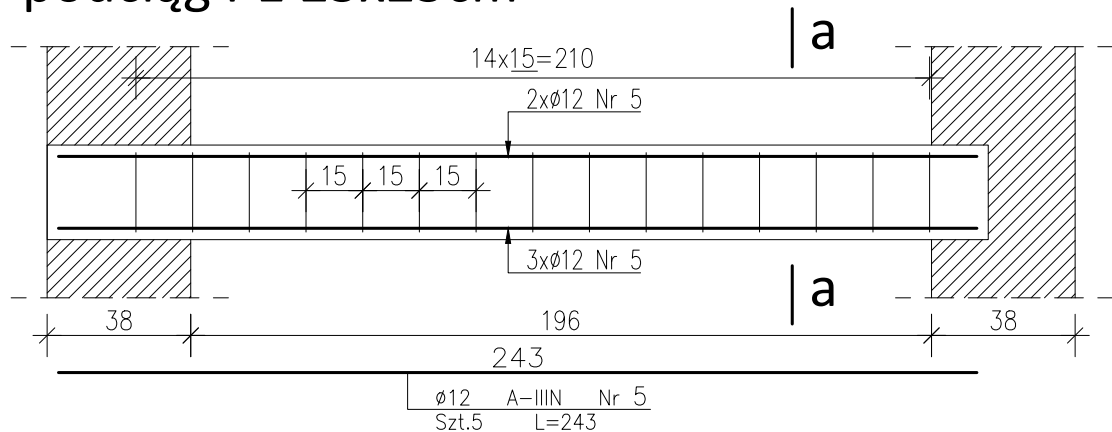 a
14x15=210
2xø12 Nr 5
15 15 15
3xø12 Nr 5
a
38 196 38
243
ø12 A-IIIN Nr 5
Szt.5 L=243